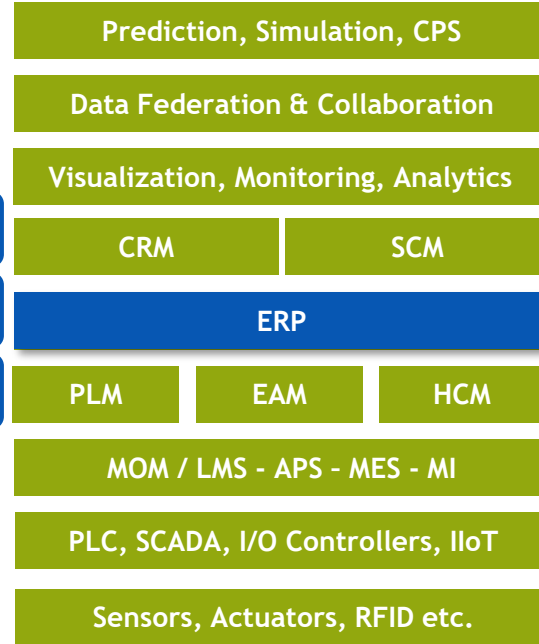 Prediction, Simulation, CPS
Data Federation & Collaboration
Visualization, Monitoring, Analytics
CRM
SCM
ERP
PLM
EAM
HCM
MOM / LMS - APS – MES - MI
PLC, SCADA, I/O Controllers, IIoT
Sensors, Actuators, RFID etc.